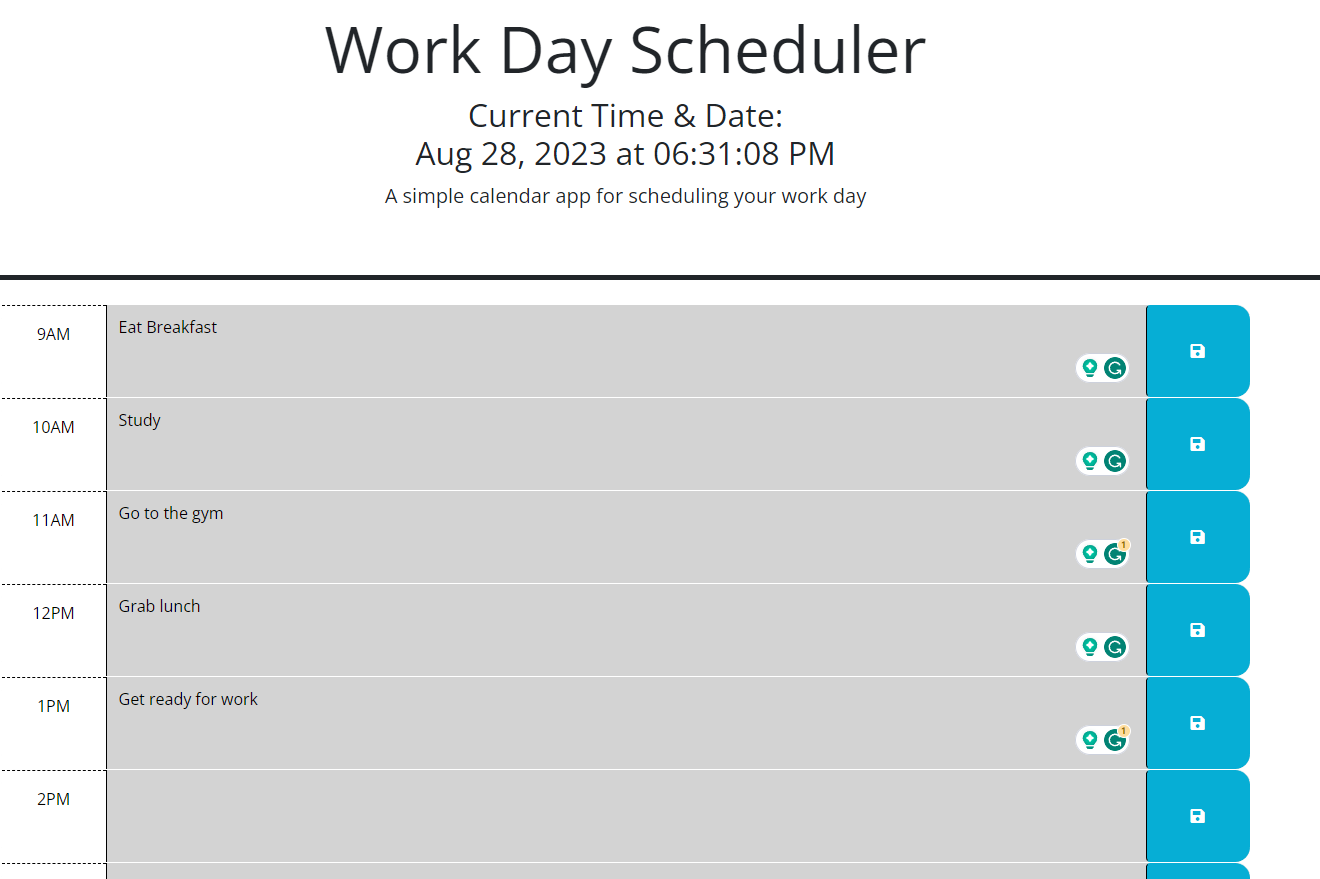 Work Day Scheduler
Current Time & Date:
Aug 28, 2023 at 06:31:08 PM
A simple calendar app for scheduling your work day
9AM
Eat Breakfast
10AM
Study
11AM
Go to the gym
1
12PM
Grab lunch
1PM
Get ready for work
1
2PM